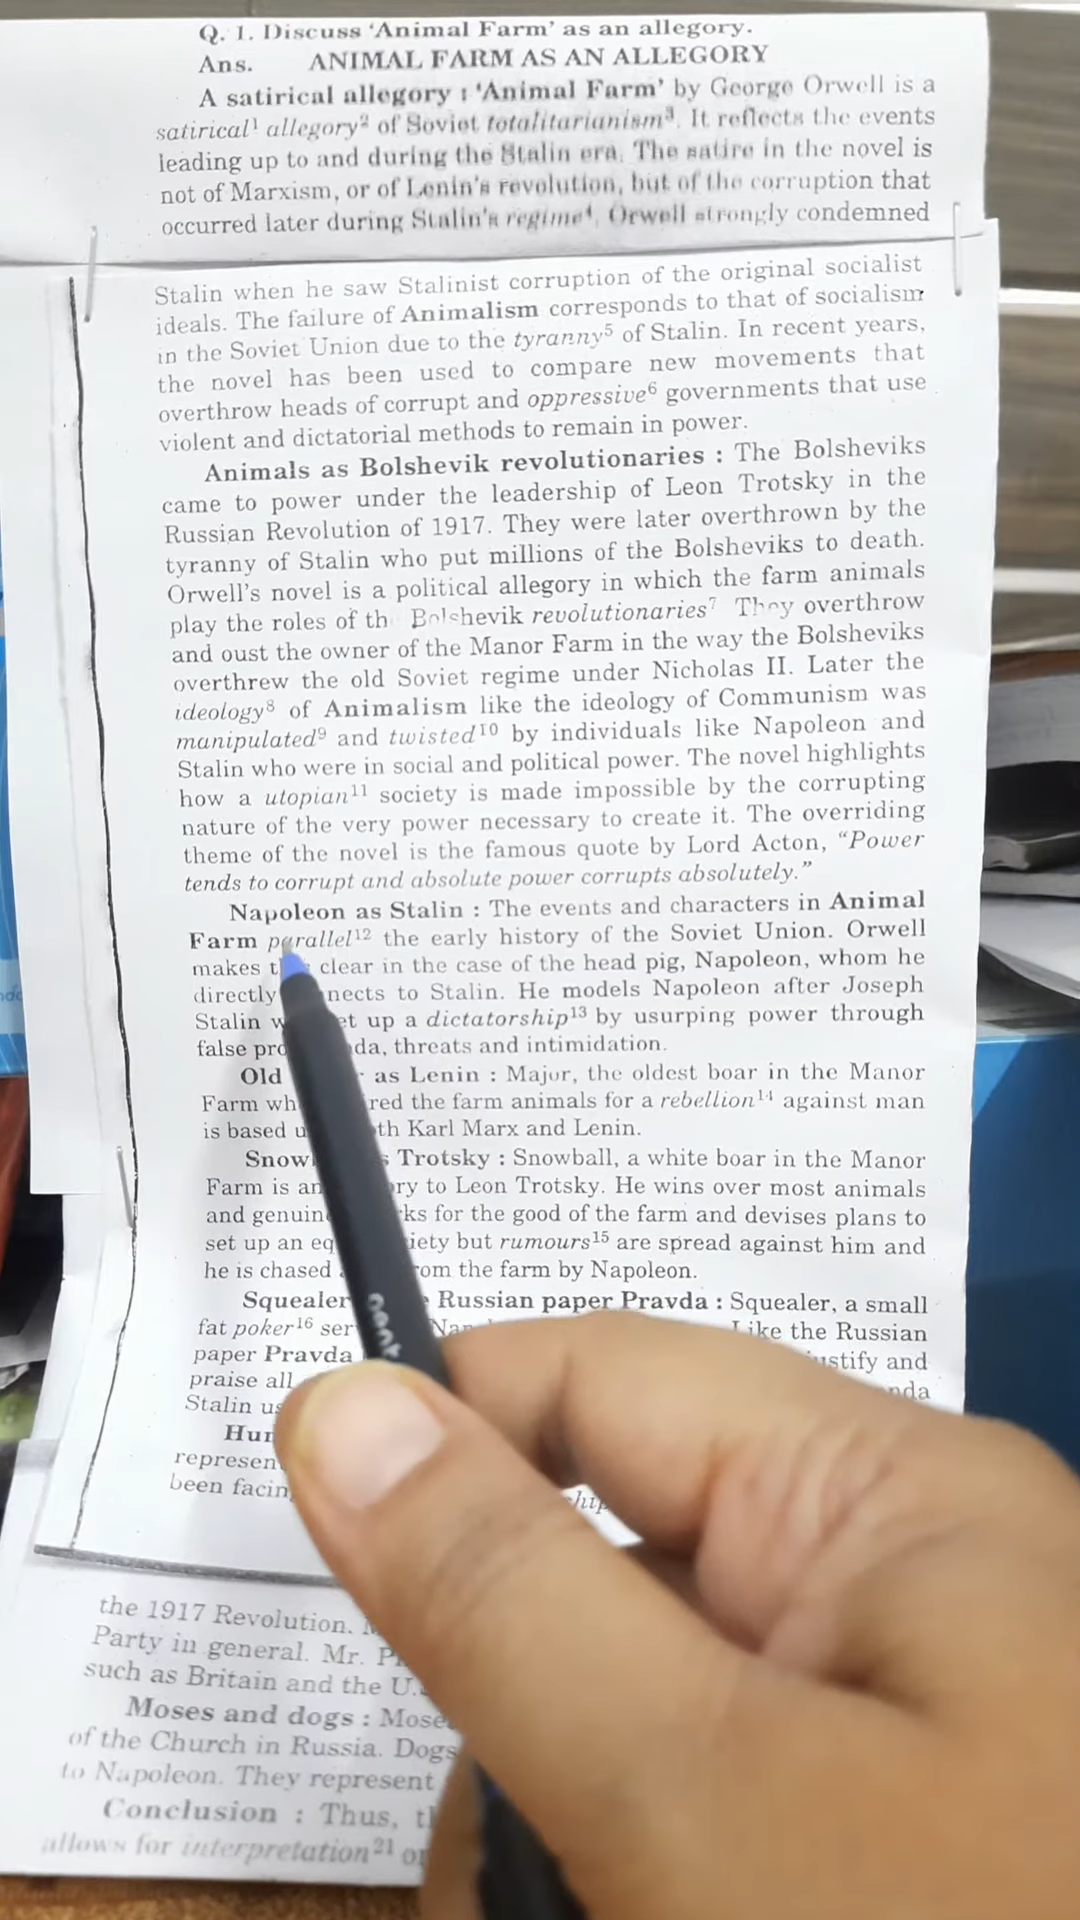 Q. 1. Discuss 'Animal Farm' as an allegory.
Ans. ANIMAL FARM AS AN ALLEGORY
A satirical allegory : 'Animal Farm' by George Orwell is a
satirical¹ allegory² of Soviet totalitarianism³. It reflects the events
leading up to and during the Stalin era. The satire in the novel is
not of Marxism, or of Lenin's revolution, but of the corruption that
occurred later during Stalin's regime⁴. Orwell strongly condemned
Stalin when he saw Stalinist corruption of the original socialist
ideals. The failure of Animalism corresponds to that of socialism
in the Soviet Union due to the tyranny⁵ of Stalin. In recent years,
the novel has been used to compare new movements that
overthrow heads of corrupt and oppressive⁶ governments that use
violent and dictatorial methods to remain in power.
Animals as Bolshevik revolutionaries : The Bolsheviks
came to power under the leadership of Leon Trotsky in the
Russian Revolution of 1917. They were later overthrown by the
tyranny of Stalin who put millions of the Bolsheviks to death.
Orwell's novel is a political allegory in which the farm animals
play the roles of th Bolshevik revolutionaries⁷ They overthrow
and oust the owner of the Manor Farm in the way the Bolsheviks
overthrew the old Soviet regime under Nicholas II. Later the
ideology⁸ of Animalism like the ideology of Communism was
manipulated⁹ and twisted¹⁰ by individuals like Napoleon and
Stalin who were in social and political power. The novel highlights
how a utopian¹¹ society is made impossible by the corrupting
nature of the very power necessary to create it. The overriding
theme of the novel is the famous quote by Lord Acton, "Power
tends to corrupt and absolute power corrupts absolutely."
Napoleon as Stalin : The events and characters in Animal
Farm parallel¹² the early history of the Soviet Union. Orwell
makes clear in the case of the head pig, Napoleon, whom he
directly nects to Stalin. He models Napoleon after Joseph
Stalin w et up a dictatorship¹³ by usurping power through
false pro da, threats and intimidation.
Old as Lenin : Major, the oldest boar in the Manor
Farm wh red the farm animals for a rebellion¹⁴ against man
is based u th Karl Marx and Lenin.
Snow s Trotsky : Snowball, a white boar in the Manor
Farm is an ry to Leon Trotsky. He wins over most animals
and genuin ks for the good of the farm and devises plans to
set up an eq iety but rumours¹⁵ are spread against him and
he is chased om the farm by Napoleon.
Squealer Russian paper Pravda : Squealer, a small
fat poker¹⁶ ser Nap Like the Russian
paper Pravda ustify and
praise all nda
Stalin us
Hum
represen
been facin ship
the 1917 Revolution.
Party in general. Mr. P
such as Britain and the U.
Moses and dogs : Mose
of the Church in Russia. Dogs
to Napoleon. They represent
Conclusion : Thus, t
allows for interpretation²¹ or